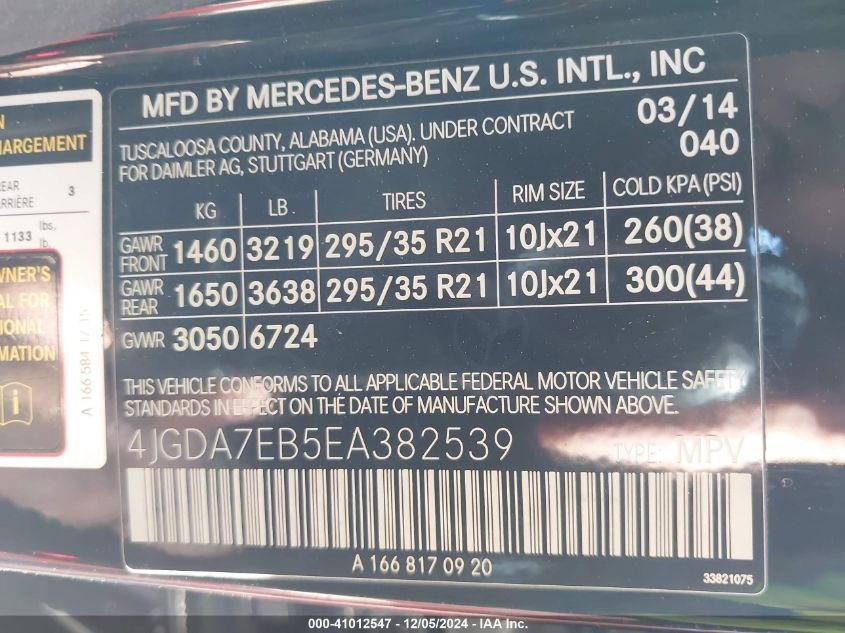 MFD BY MERCEDES-BENZ U.S. INTL., INC
TUSCALOOSA COUNTY, ALABAMA (USA). UNDER CONTRACT
FOR DAIMLER AG, STUTTGART (GERMANY)
03/14
040
KG LB TIRES RIM SIZE COLD KPA(PSI)
GAWR FRONT 1460 3219 295/35 R21 10Jx21 260(38)
GAWR REAR 1650 3638 295/35 R21 10Jx21 300(44)
GVWR 3050 6724
THIS VEHICLE CONFORMS TO ALL APPLICABLE FEDERAL MOTOR VEHICLE SAFETY
STANDARDS IN EFFECT ON THE DATE OF MANUFACTURE SHOWN ABOVE.
4JGDA7EB5EA382539 TYPE: MPV
A 166 817 09 20
33821075
3
1133 lbs.
lb.
A 166 584 17 15
i
000-41012547 - 12/05/2024 - IAA Inc.